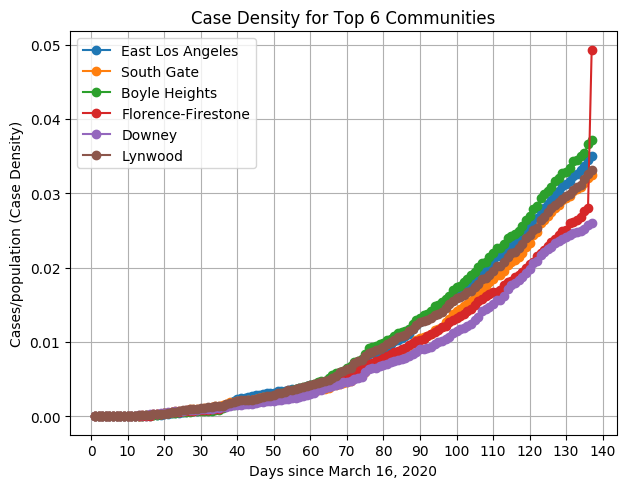 Case Density for Top 6 Communities
0.05
0.04
0.03
0.02
0.01
0.00
Cases/population (Case Density)
East Los Angeles
South Gate
Boyle Heights
Florence-Firestone
Downey
Lynwood
0 10 20 30 40 50 60 70 80 90 100 110 120 130 140
Days since March 16, 2020